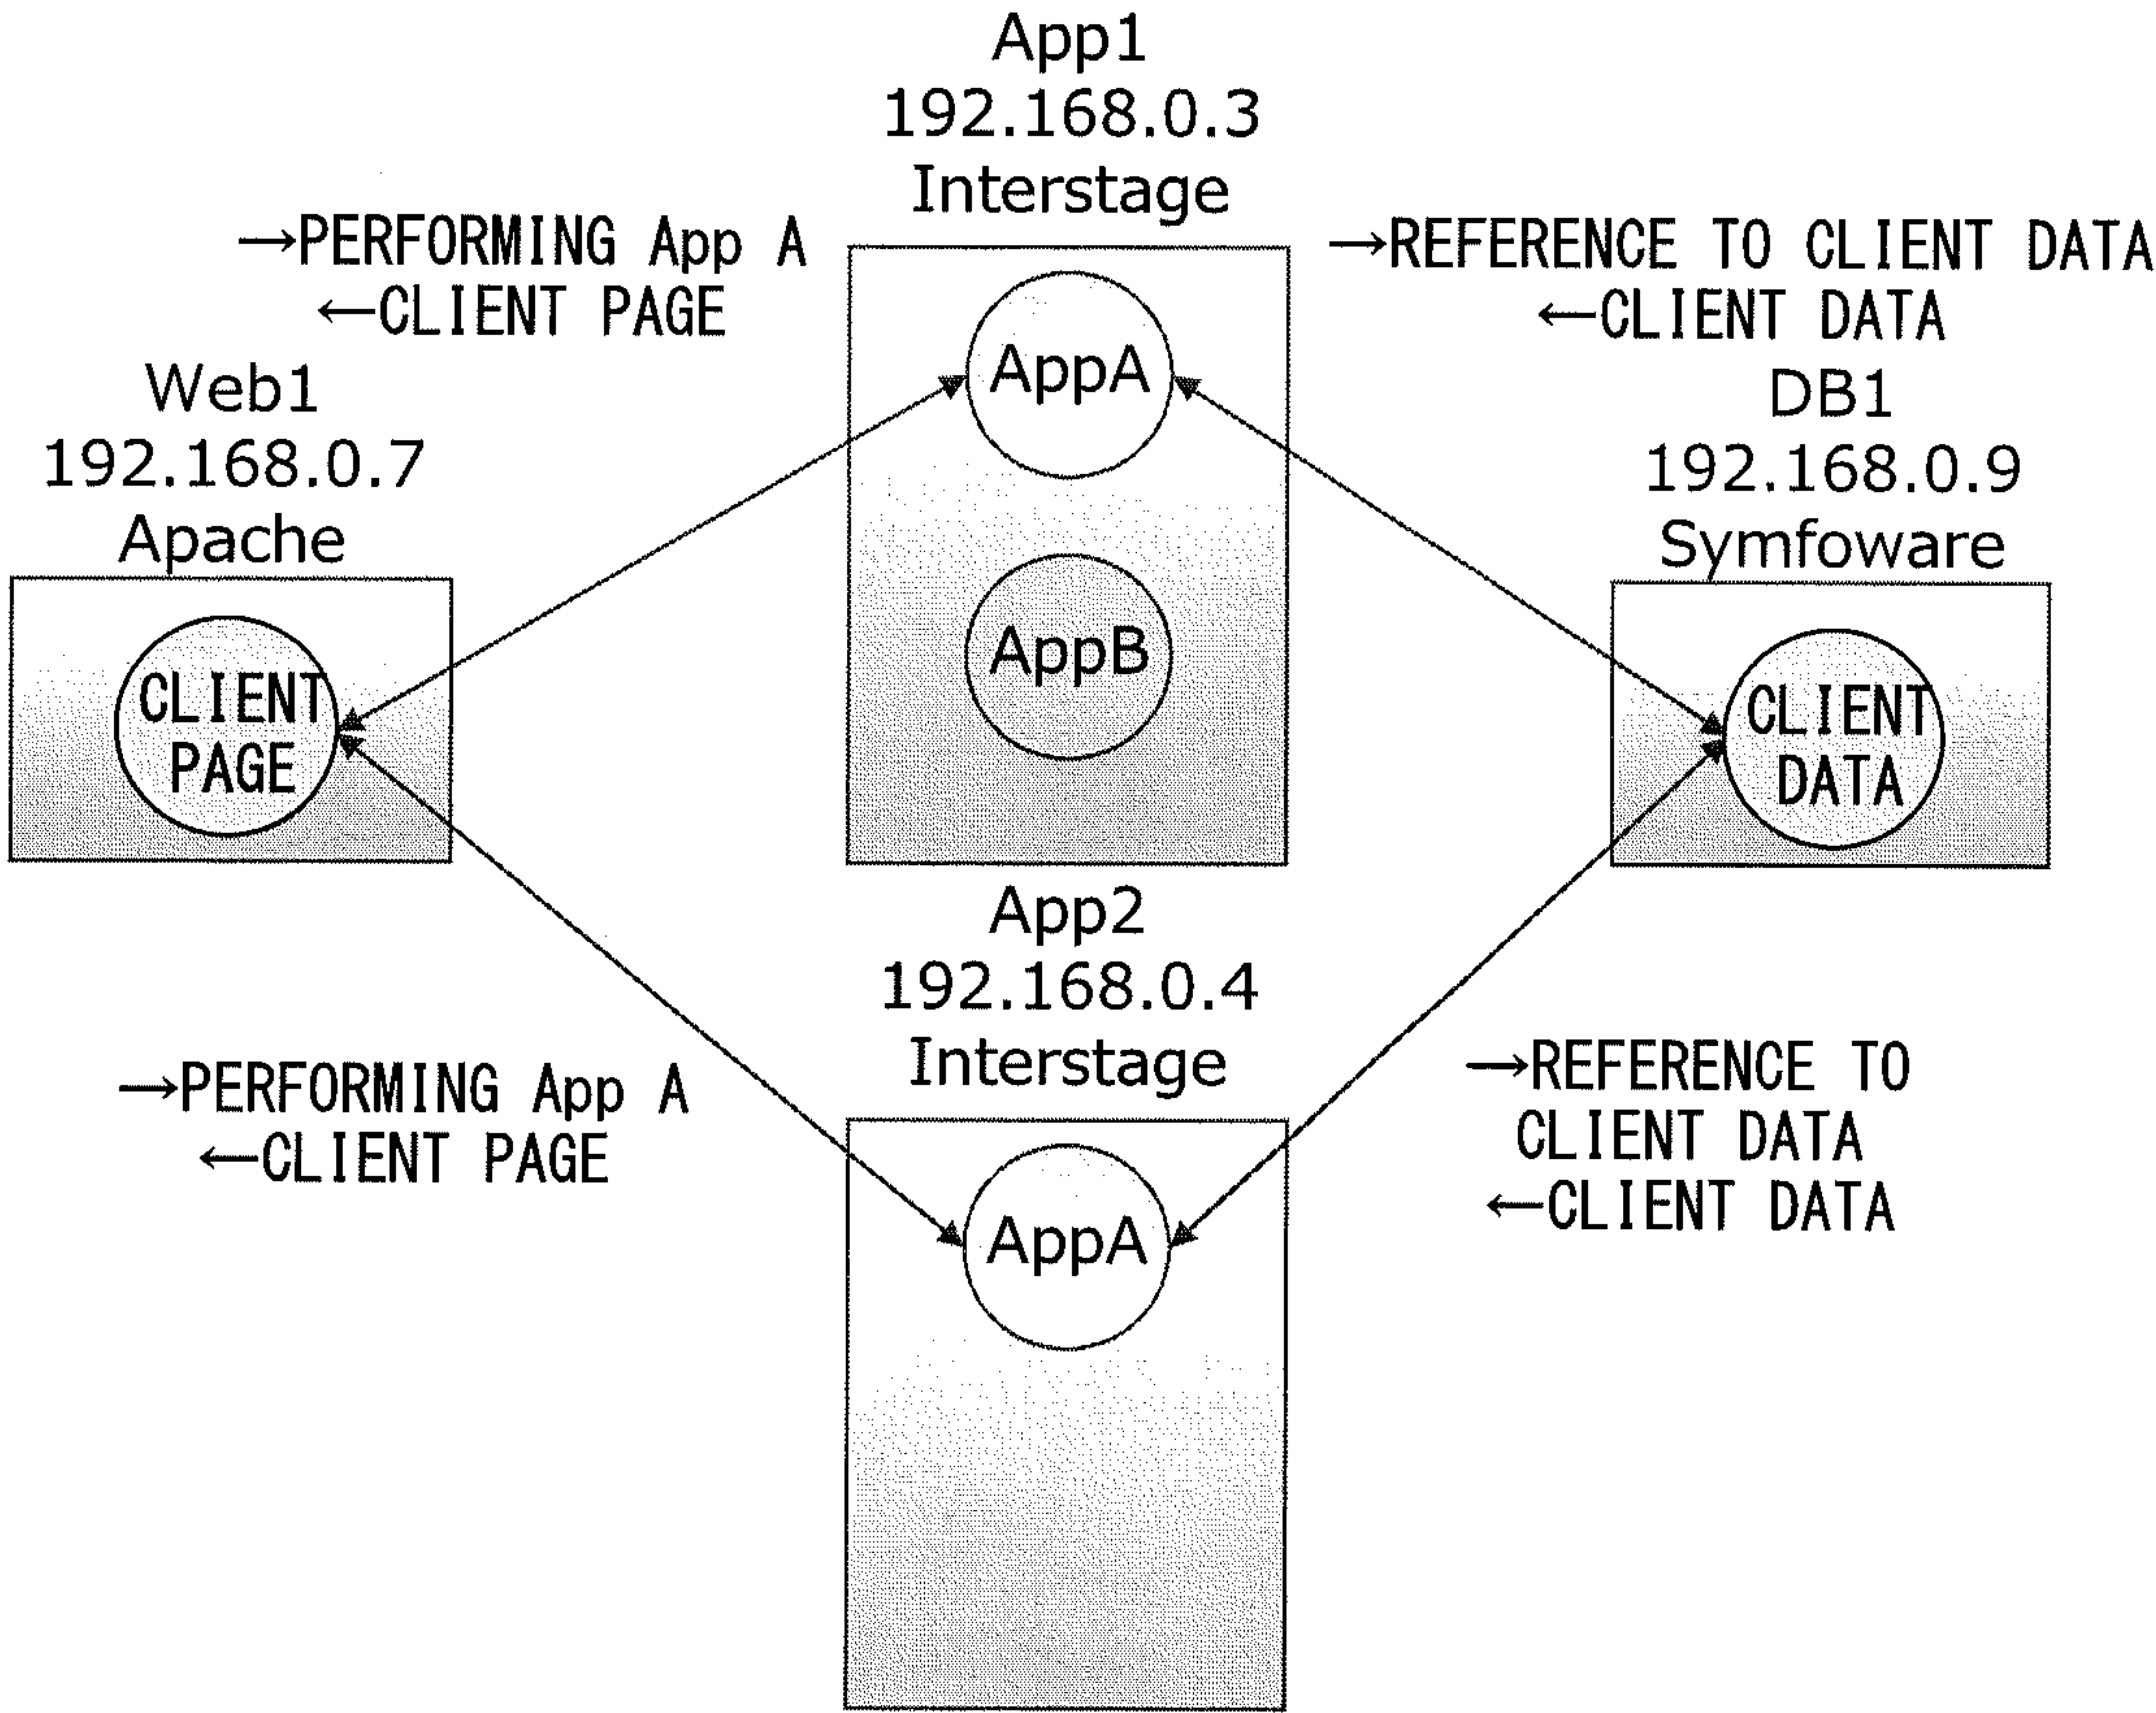 App1
192.168.0.3
Interstage
→PERFORMING App A
←CLIENT PAGE
→REFERENCE TO CLIENT DATA
←CLIENT DATA
Web1
192.168.0.7
Apache
AppA
DB1
192.168.0.9
Symfoware
CLIENT
PAGE
AppB
CLIENT
DATA
App2
192.168.0.4
Interstage
→PERFORMING App A
←CLIENT PAGE
→REFERENCE TO
CLIENT DATA
←CLIENT DATA
AppA